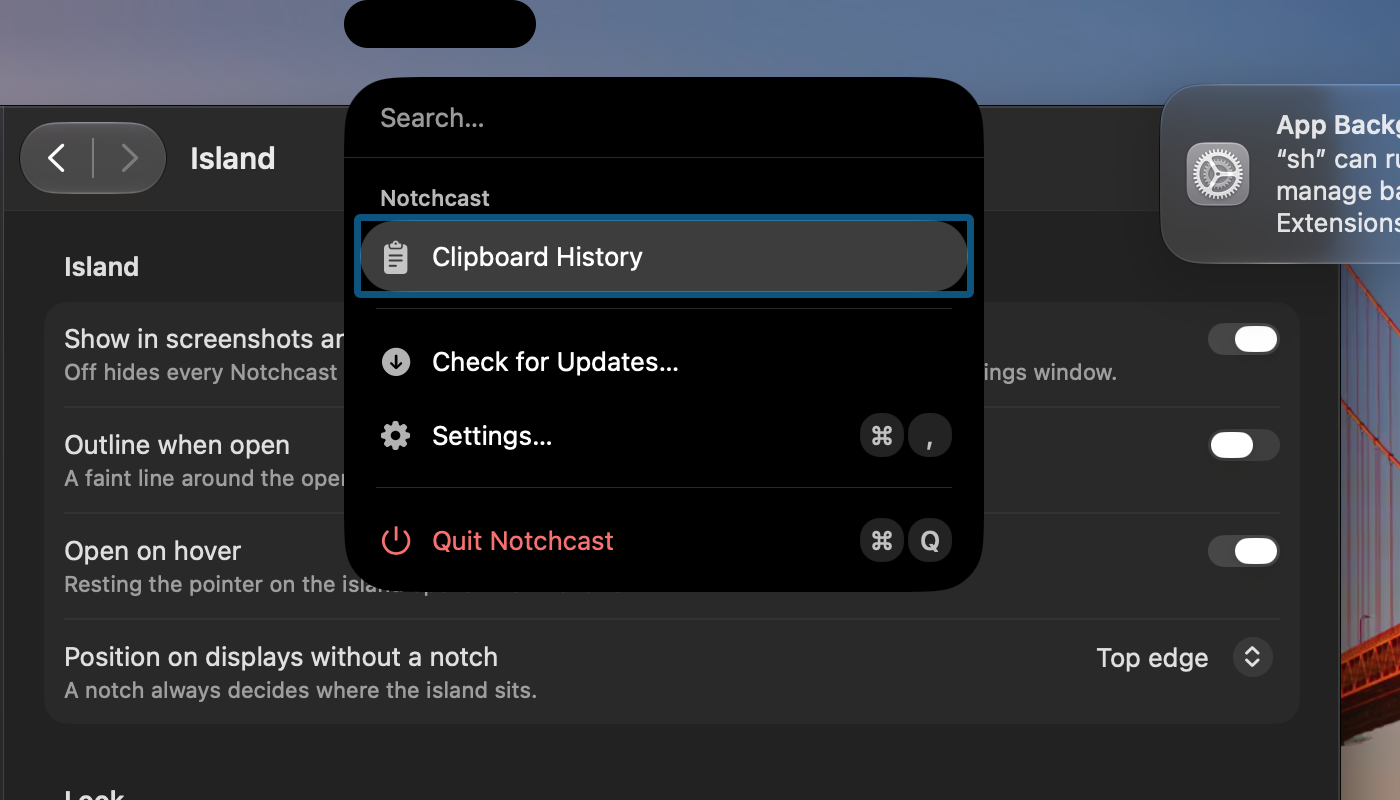 Search...
Island
App Backg
“sh” can ru
manage ba
Extensions
Notchcast
Clipboard History
Island
Show in screenshots ar
Off hides every Notchcast
ings window.
Check for Updates...
Outline when open
A faint line around the oper
Settings...
⌘ ,
Open on hover
Resting the pointer on the
Quit Notchcast
⌘ Q
Position on displays without a notch
A notch always decides where the island sits.
Top edge